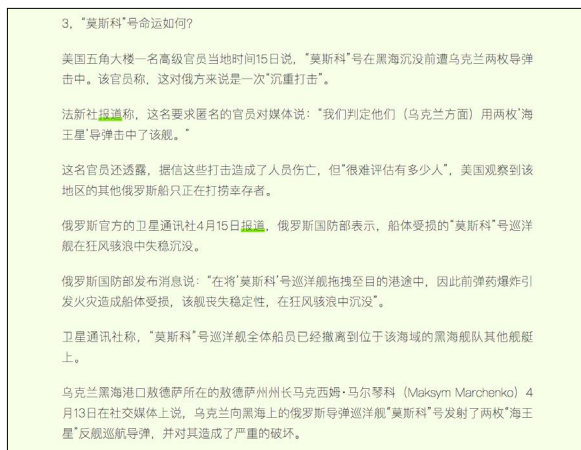 3，“莫斯科”号命运如何？
美国五角大楼一名高级官员当地时间15日说，“莫斯科”号在黑海沉没前遭乌克兰两枚导弹
击中。该官员称，这对俄方来说是一次“沉重打击”。
法新社报道称，这名要求匿名的官员对媒体说：“我们判定他们（乌克兰方面）用两枚‘海
王星’导弹击中了该舰。”
这名官员还透露，据信这些打击造成了人员伤亡，但“很难评估有多少人”，美国观察到该
地区的其他俄罗斯船只正在打捞幸存者。
俄罗斯官方的卫星通讯社4月15日报道，俄罗斯国防部表示，船体受损的“莫斯科”号巡洋
舰在狂风骇浪中失稳沉没。
俄罗斯国防部发布消息说：“在将‘莫斯科’号巡洋舰拖拽至目的港途中，因此前弹药爆炸引
发火灾造成船体受损，该舰丧失稳定性，在狂风骇浪中沉没”。
卫星通讯社称，“莫斯科”号巡洋舰全体船员已经撤离到位于该海域的黑海舰队其他舰艇
上。
乌克兰黑海港口敖德萨所在的敖德萨州州长马克西姆·马尔琴科（Maksym Marchenko）4
月13日在社交媒体上说，乌克兰向黑海上的俄罗斯导弹巡洋舰“莫斯科”号发射了两枚“海王
星”反舰巡航导弹，并对其造成了严重的破坏。